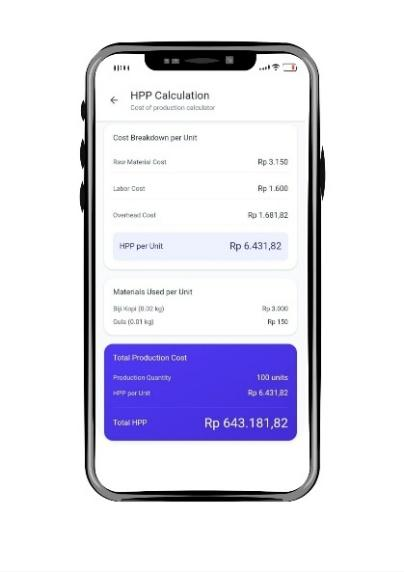 HPP Calculation
Cost of production calculator
Cost Breakdown per Unit
Raw Material Cost Rp 3.150
Labor Cost Rp 1.600
Overhead Cost Rp 1.681,82
HPP per Unit Rp 6.431,82
Materials Used per Unit
Biji Kopi (0.02 kg) Rp 3.000
Gula (0.01 kg) Rp 150
Total Production Cost
Production Quantity 100 units
HPP per Unit Rp 6.431,82
Total HPP Rp 643.181,82